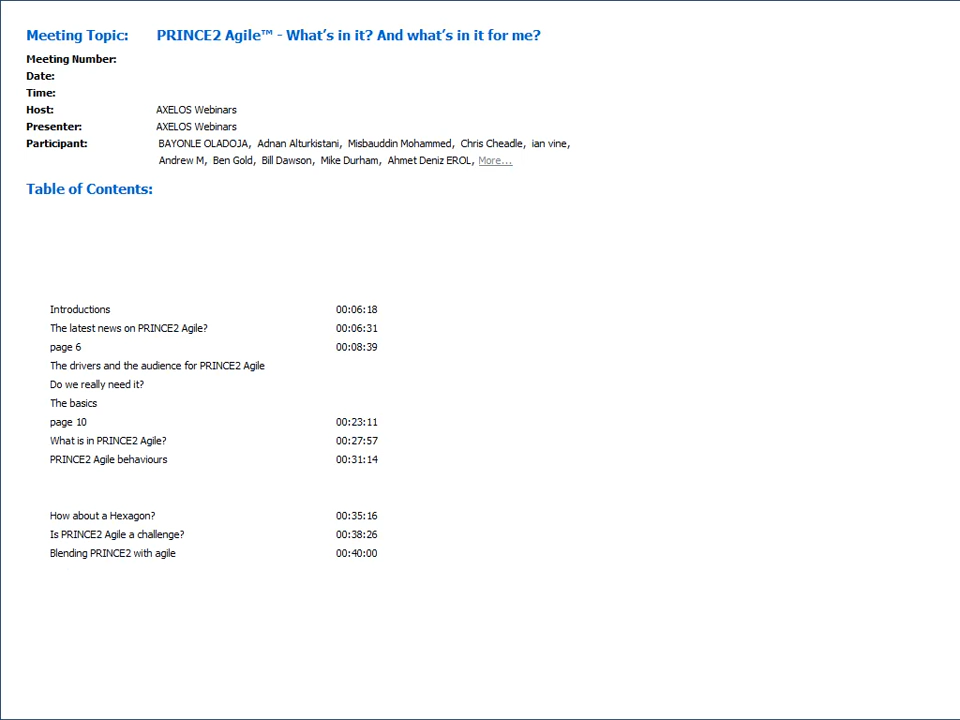 Meeting Topic: PRINCE2 Agile™ - What's in it? And what's in it for me?
Meeting Number:
Date:
Time:
Host: AXELOS Webinars
Presenter: AXELOS Webinars
Participant: BAYONLE OLADOJA, Adnan Alturkistani, Misbauddin Mohammed, Chris Cheadle, ian vine,
Andrew M, Ben Gold, Bill Dawson, Mike Durham, Ahmet Deniz EROL, More...
Table of Contents:
Introductions 00:06:18
The latest news on PRINCE2 Agile? 00:06:31
page 6 00:08:39
The drivers and the audience for PRINCE2 Agile
Do we really need it?
The basics
page 10 00:23:11
What is in PRINCE2 Agile? 00:27:57
PRINCE2 Agile behaviours 00:31:14
How about a Hexagon? 00:35:16
Is PRINCE2 Agile a challenge? 00:38:26
Blending PRINCE2 with agile 00:40:00